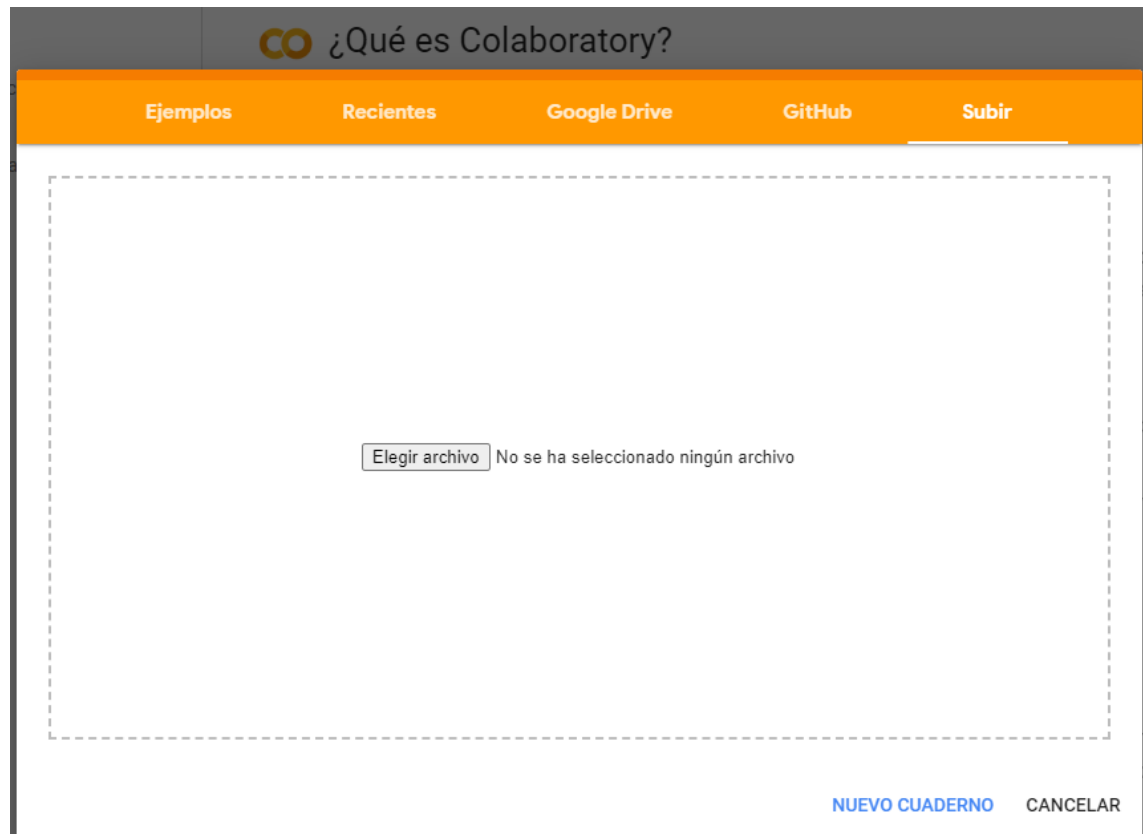 CO ¿Qué es Colaboratory?
Ejemplos Recientes Google Drive GitHub Subir
Elegir archivo No se ha seleccionado ningún archivo
NUEVO CUADERNO CANCELAR